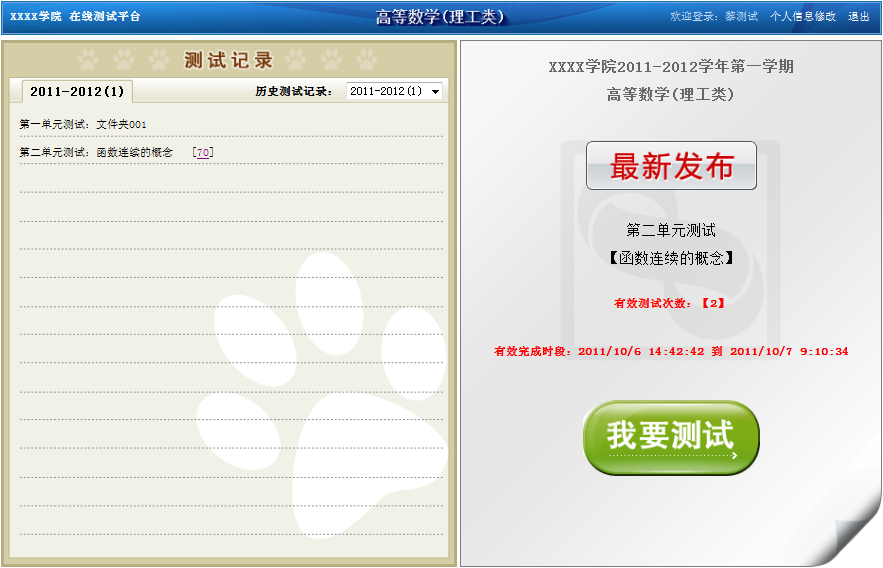 XXXX学院 在线测试平台
高等数学(理工类)
欢迎登录: 黎测试 个人信息修改 退出
测试记录
2011-2012(1)
历史测试记录: 2011-2012(1)
第一单元测试: 文件夹001
第二单元测试: 函数连续的概念 [70]
XXXX学院2011-2012学年第一学期
高等数学(理工类)
最新发布
第二单元测试
【函数连续的概念】
有效测试次数: 【2】
有效完成时段: 2011/10/6 14:42:42 到 2011/10/7 9:10:34
我要测试